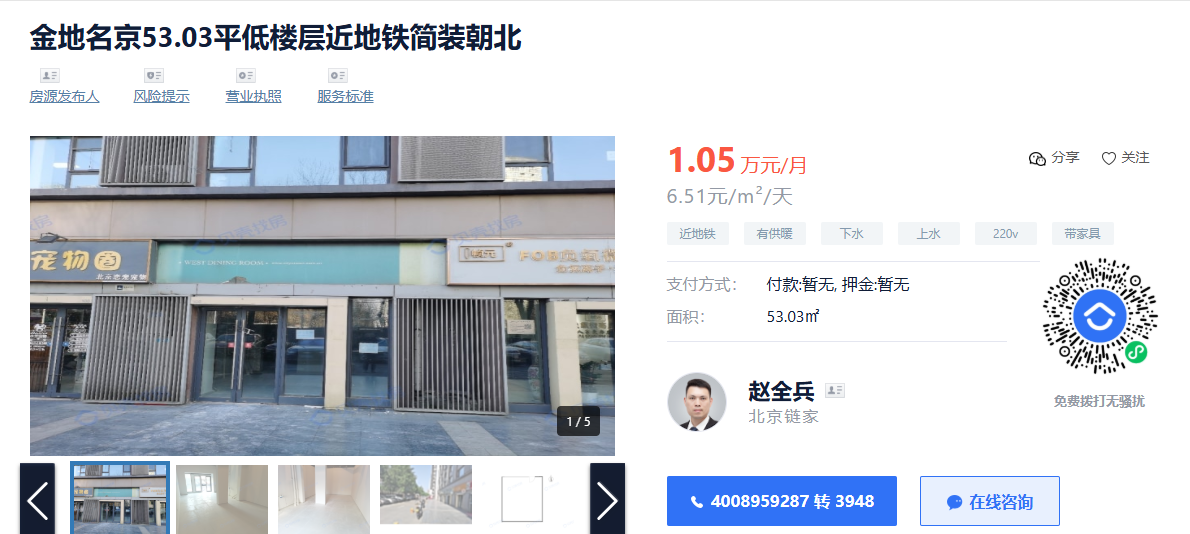 金地名京53.03平低楼层近地铁简装朝北
房源发布人 风险提示 营业执照 服务标准
1.05 万元/月
分享 关注
6.51元/m²/天
近地铁 有供暖 下水 上水 220v 带家具
支付方式： 付款:暂无, 押金:暂无
面积： 53.03㎡
赵全兵
北京链家
免费拨打无骚扰
4008959287 转 3948
在线咨询
宠物圈
WEST DINING ROOM
1 / 5